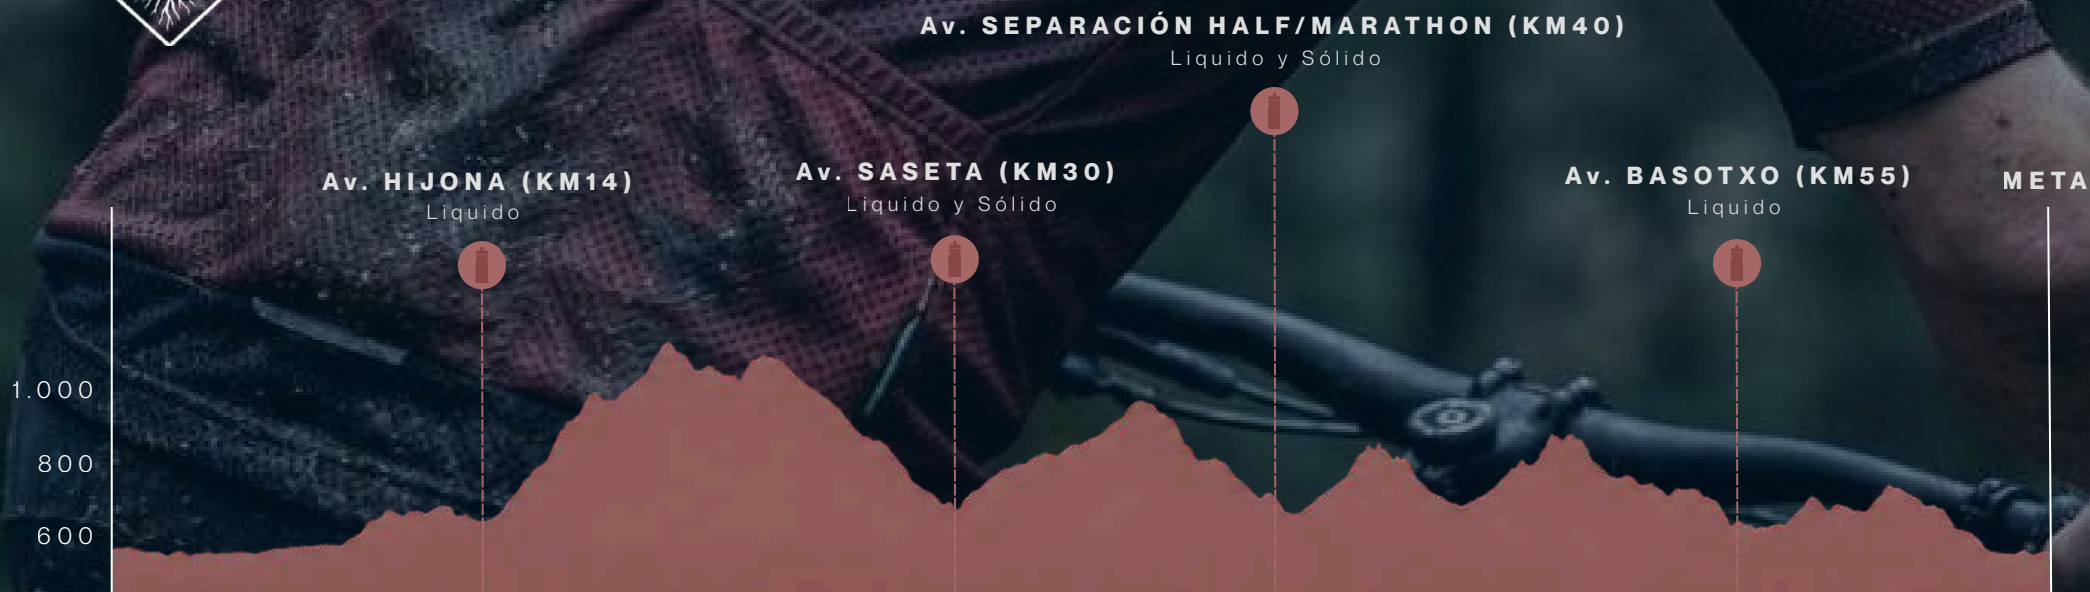 Av. SEPARACIÓN HALF/MARATHON (KM40)
Liquido y Sólido
Av. HIJONA (KM14)
Liquido
Av. SASETA (KM30)
Liquido y Sólido
Av. BASOTXO (KM55)
Liquido
META
1.000
800
600